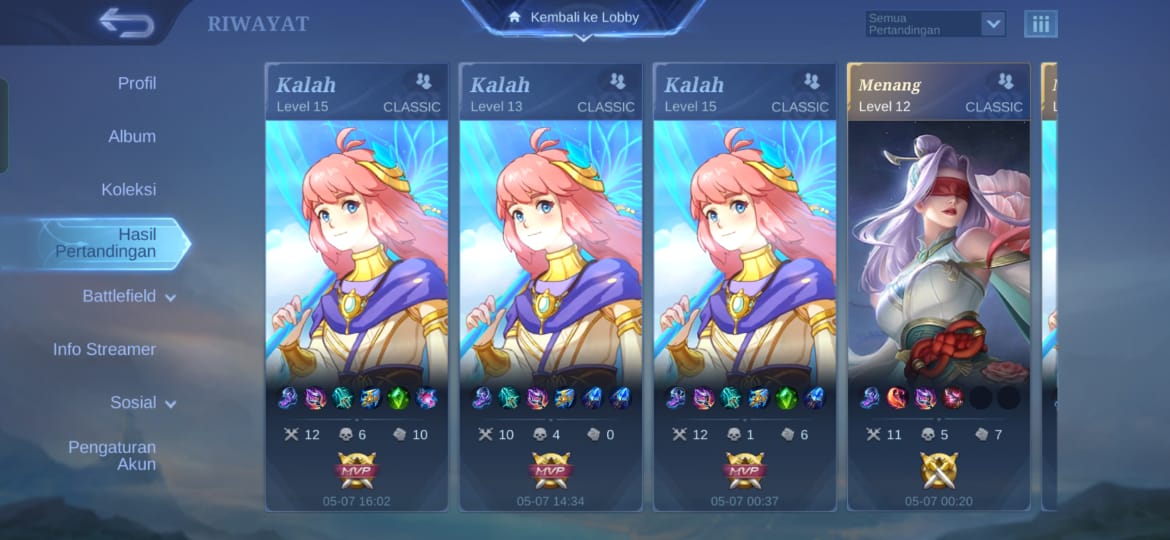 RIWAYAT
Kembali ke Lobby
Semua
Pertandingan
Profil
Album
Koleksi
Hasil
Pertandingan
Battlefield
Info Streamer
Sosial
Pengaturan
Akun
Kalah
Level 15
CLASSIC
12 6 10
MVP
05-07 16:02
Kalah
Level 13
CLASSIC
10 4 0
MVP
05-07 14:34
Kalah
Level 15
CLASSIC
12 1 6
MVP
05-07 00:37
Menang
Level 12
CLASSIC
11 5 7
05-07 00:20